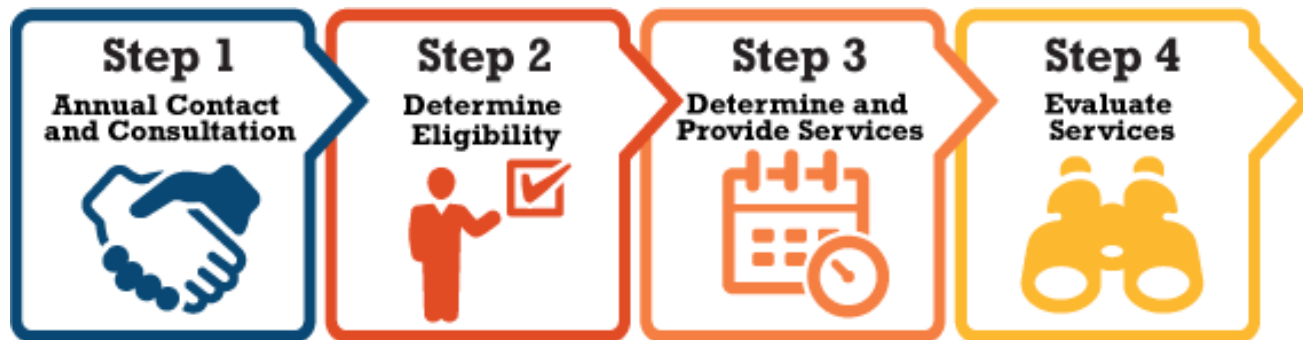 Step 1
Annual Contact
and Consultation
Step 2
Determine
Eligibility
Step 3
Determine and
Provide Services
Step 4
Evaluate
Services